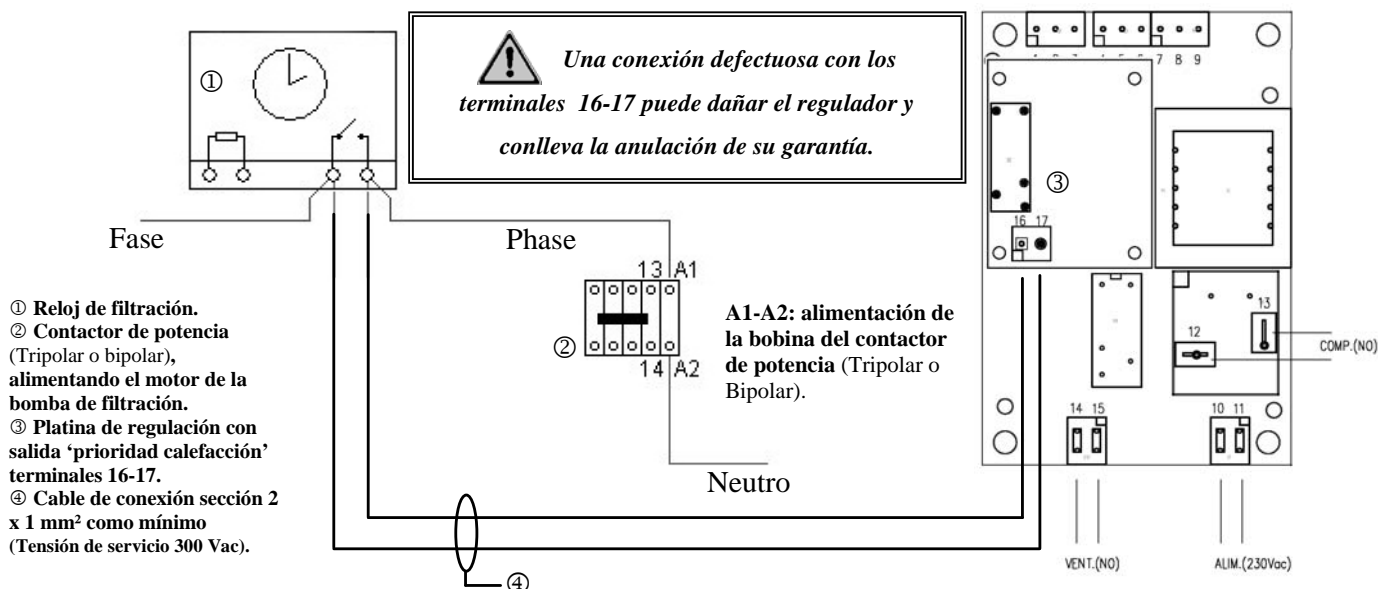 ①
Una conexión defectuosa con los
terminales 16-17 puede dañar el regulador y
conlleva la anulación de su garantía.
7 8 9
③
16 17
Fase
Phase
13 A1
②
14 A2
A1-A2: alimentación de
la bobina del contactor
de potencia (Tripolar o
Bipolar).
Neutro
① Reloj de filtración.
② Contactor de potencia
(Tripolar o bipolar),
alimentando el motor de la
bomba de filtración.
③ Platina de regulación con
salida ‘prioridad calefacción’
terminales 16-17.
④ Cable de conexión sección 2
x 1 mm² como mínimo
(Tensión de servicio 300 Vac).
④
13
12
COMP.(NO)
14 15
10 11
VENT.(NO)
ALIM.(230Vac)